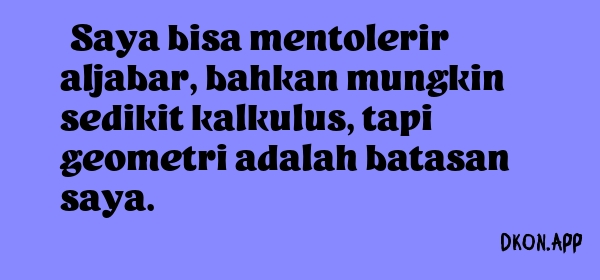 Saya bisa mentolerir
aljabar, bahkan mungkin
sedikit kalkulus, tapi
geometri adalah batasan
saya.
DKON.APP